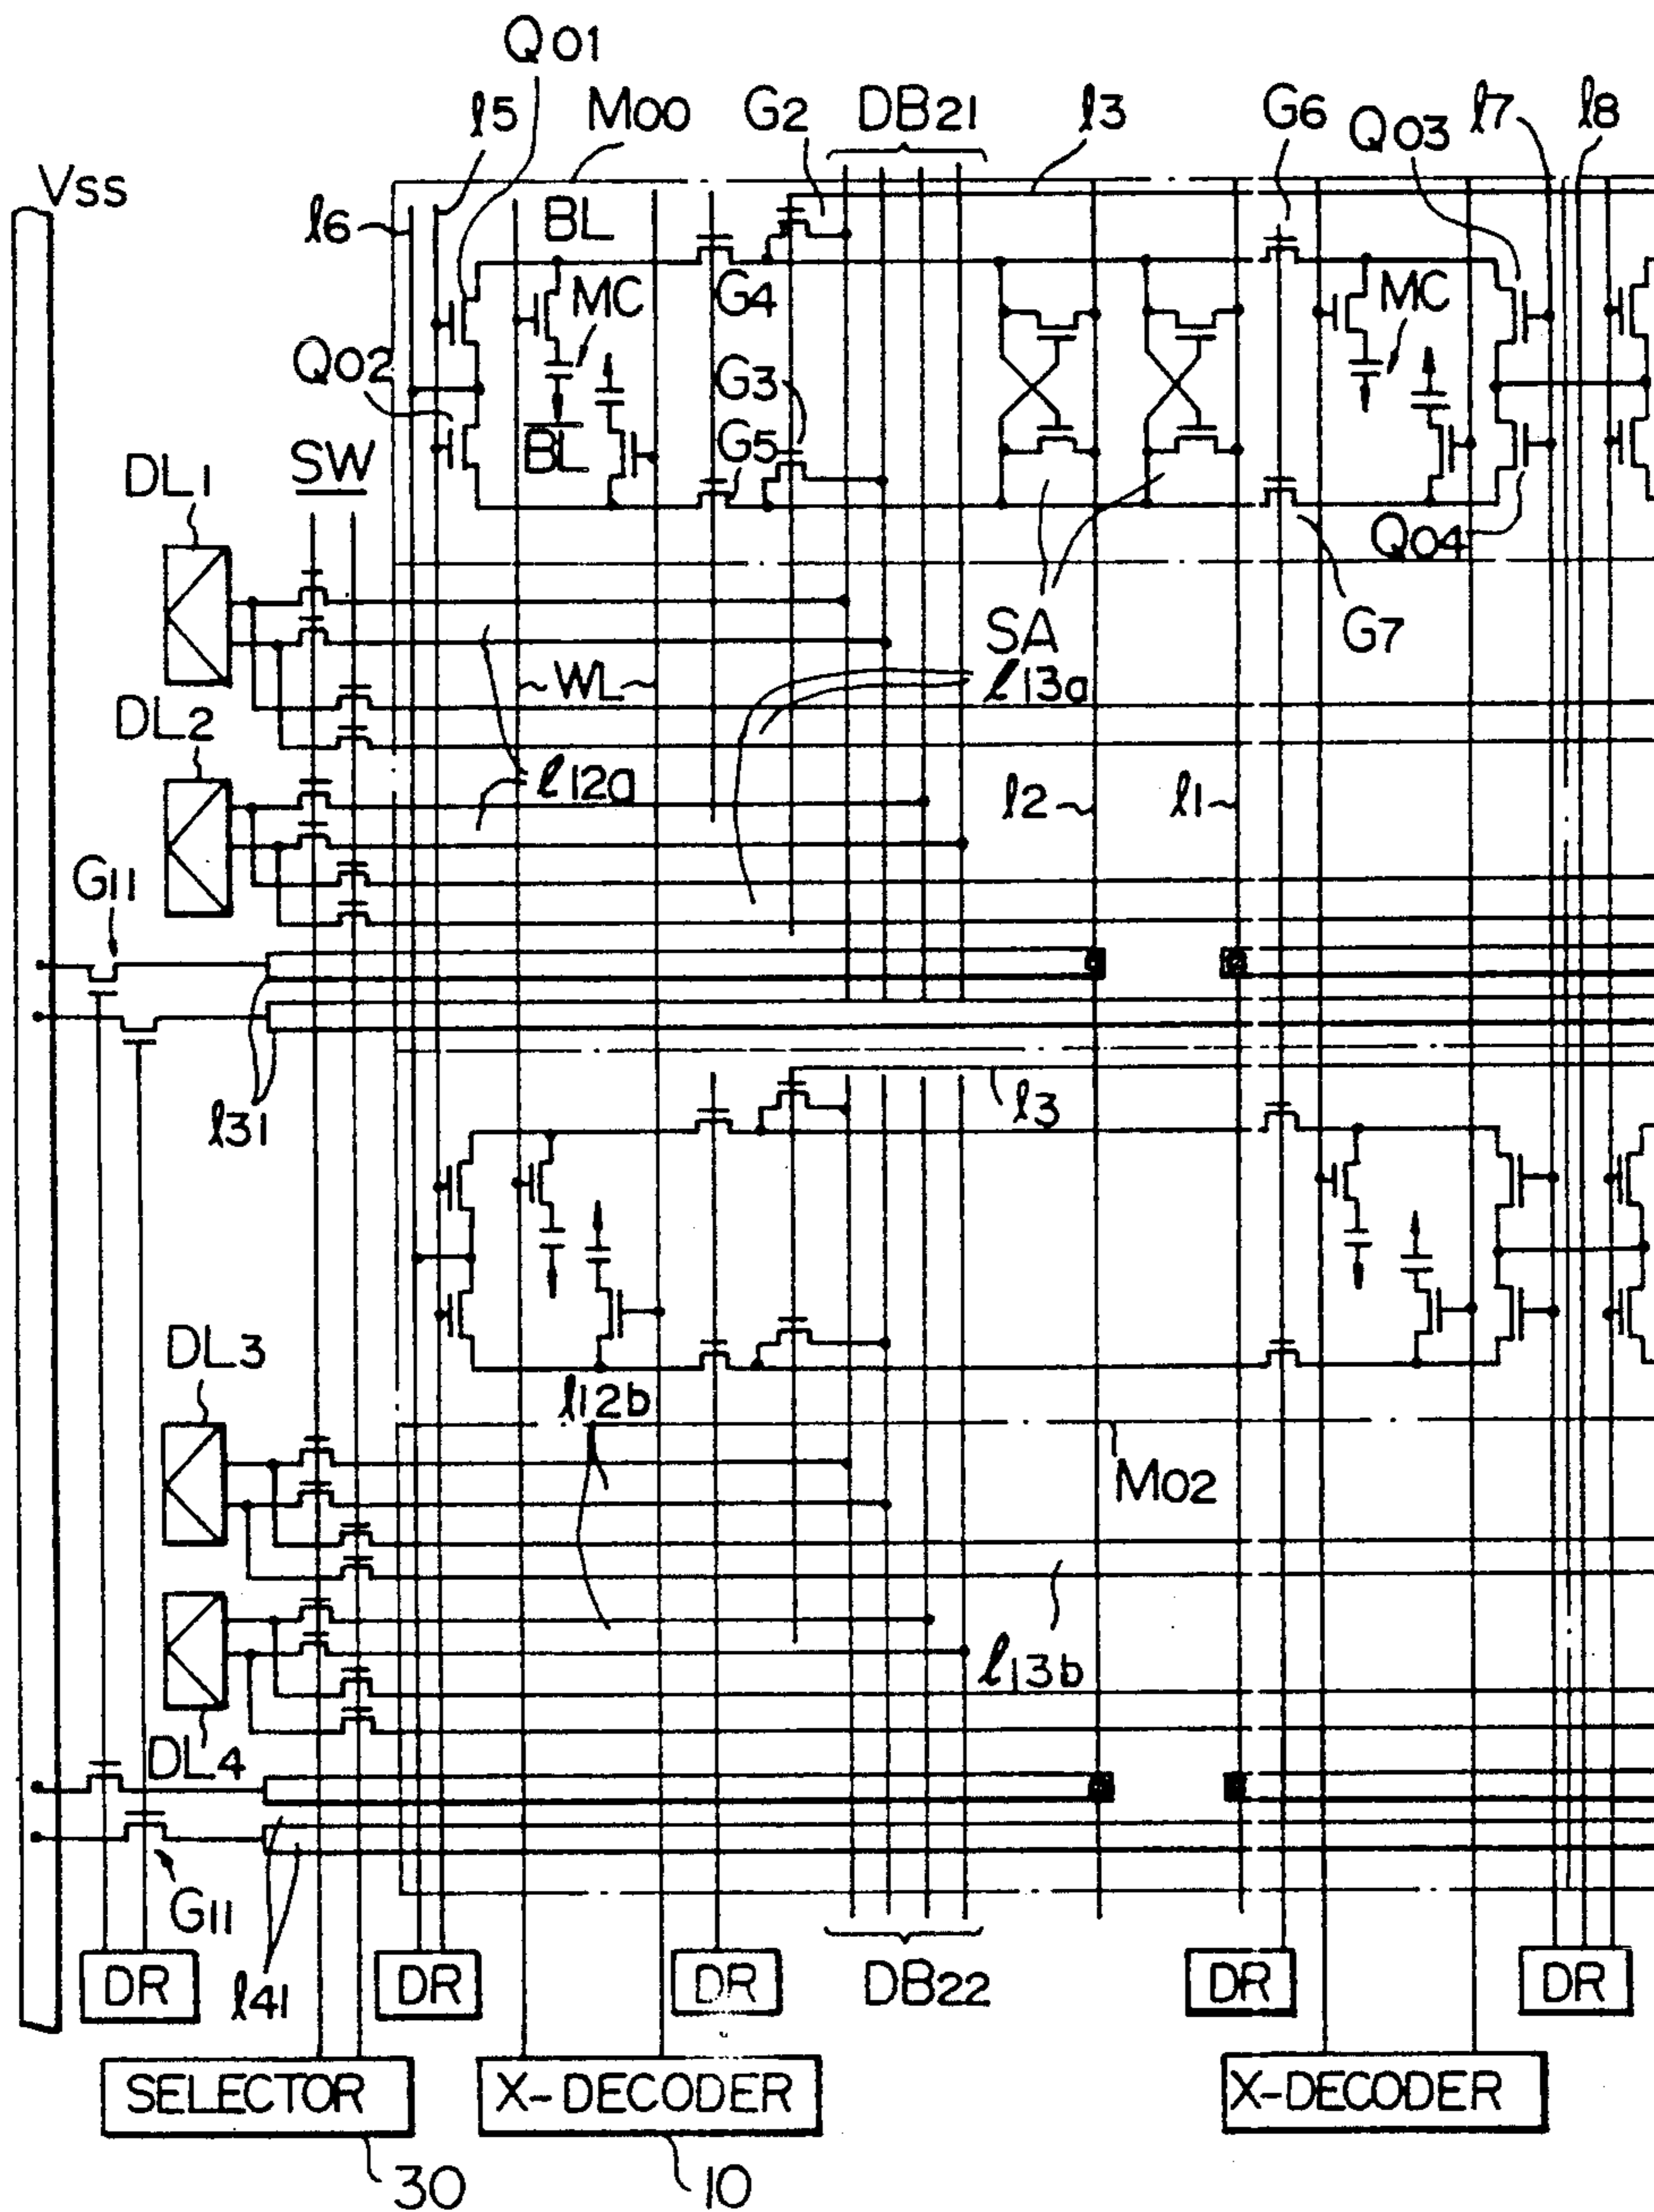 Q01
l5 M00 G2 DB21 l3 G6 Q03 l7 l8
VSS
l6 BL
MC G4 MC
Q02 G3
BL G5
SW
DL1
Q04
SA G7
WL l13a
DL2
l12a l2 l1
G11
l31 l3
DL3
l12b
M02
l13b
DL4
G11
l41
DR DR DR DB22 DR DR
SELECTOR X-DECODER X-DECODER
30 10